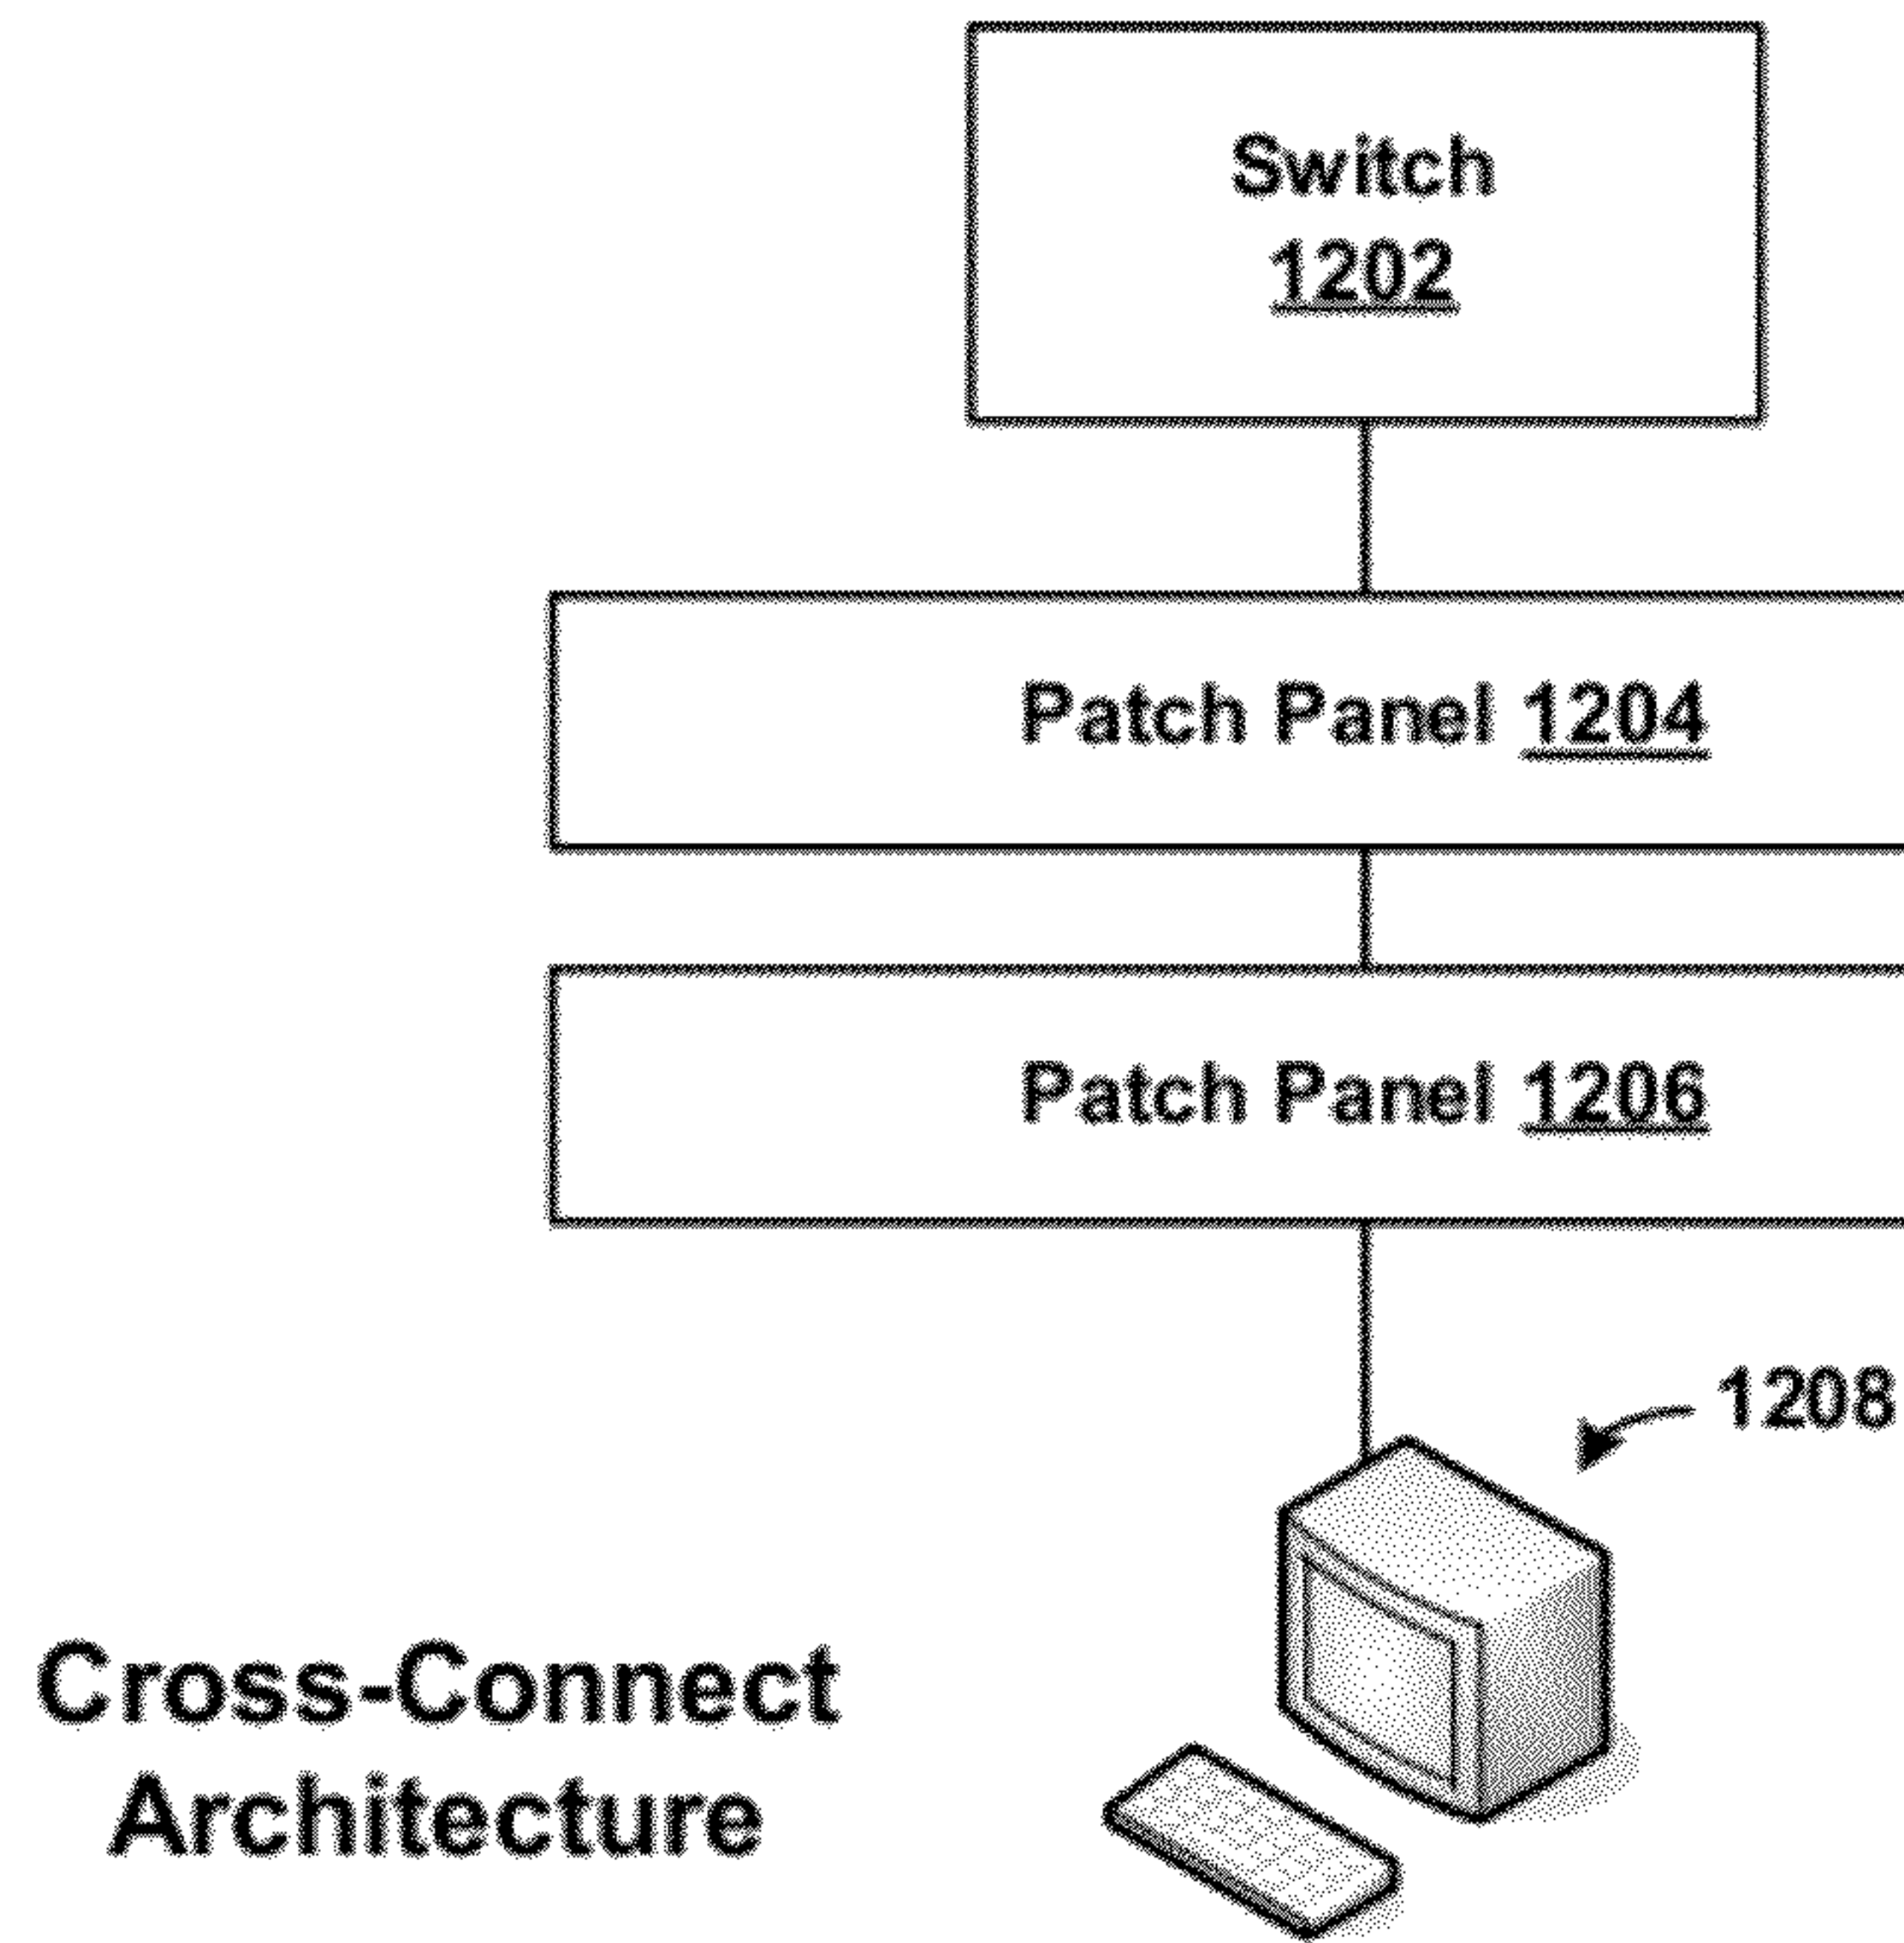 Switch
1202
Patch Panel 1204
Patch Panel 1206
1208
Cross-Connect
Architecture